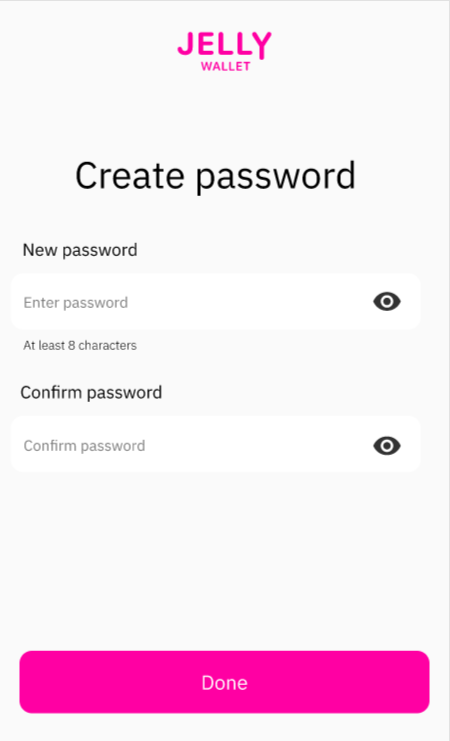 JELLY
WALLET
Create password
New password
Enter password
At least 8 characters
Confirm password
Confirm password
Done